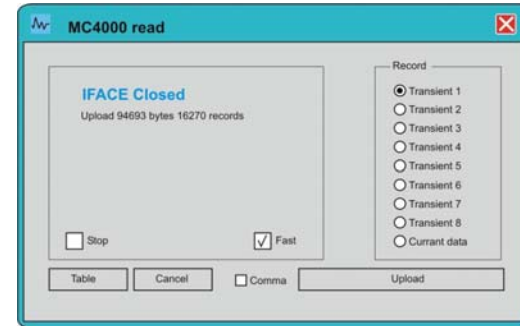 MC4000 read
IFACE Closed
Upload 94693 bytes 16270 records
Stop
Fast
Record
Transient 1
Transient 2
Transient 3
Transient 4
Transient 5
Transient 6
Transient 7
Transient 8
Currant data
Table
Cancel
Comma
Upload